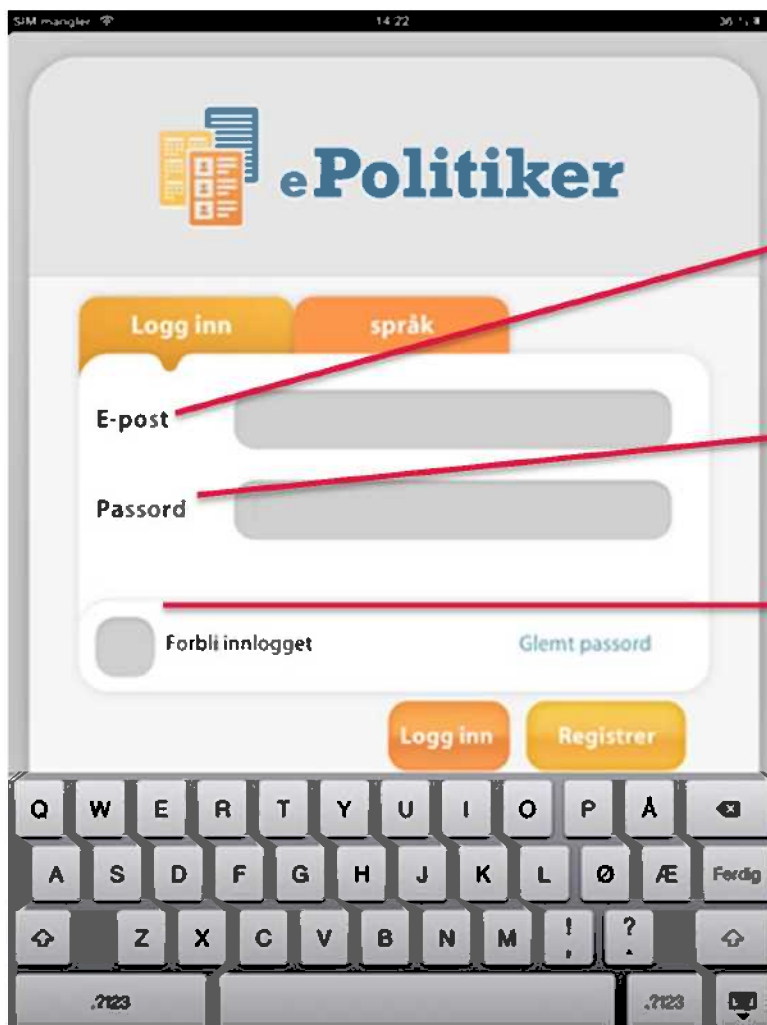 SIM mangler 14:22
ePolitiker
Logg inn språk
E-post
Passord
Forbli innlogget Glemt passord
Logg inn Registrer
Q W E R T Y U I O P Å
A S D F G H J K L Ø Æ Ferdig
Z X C V B N M ! , ? .
.?123 .?123